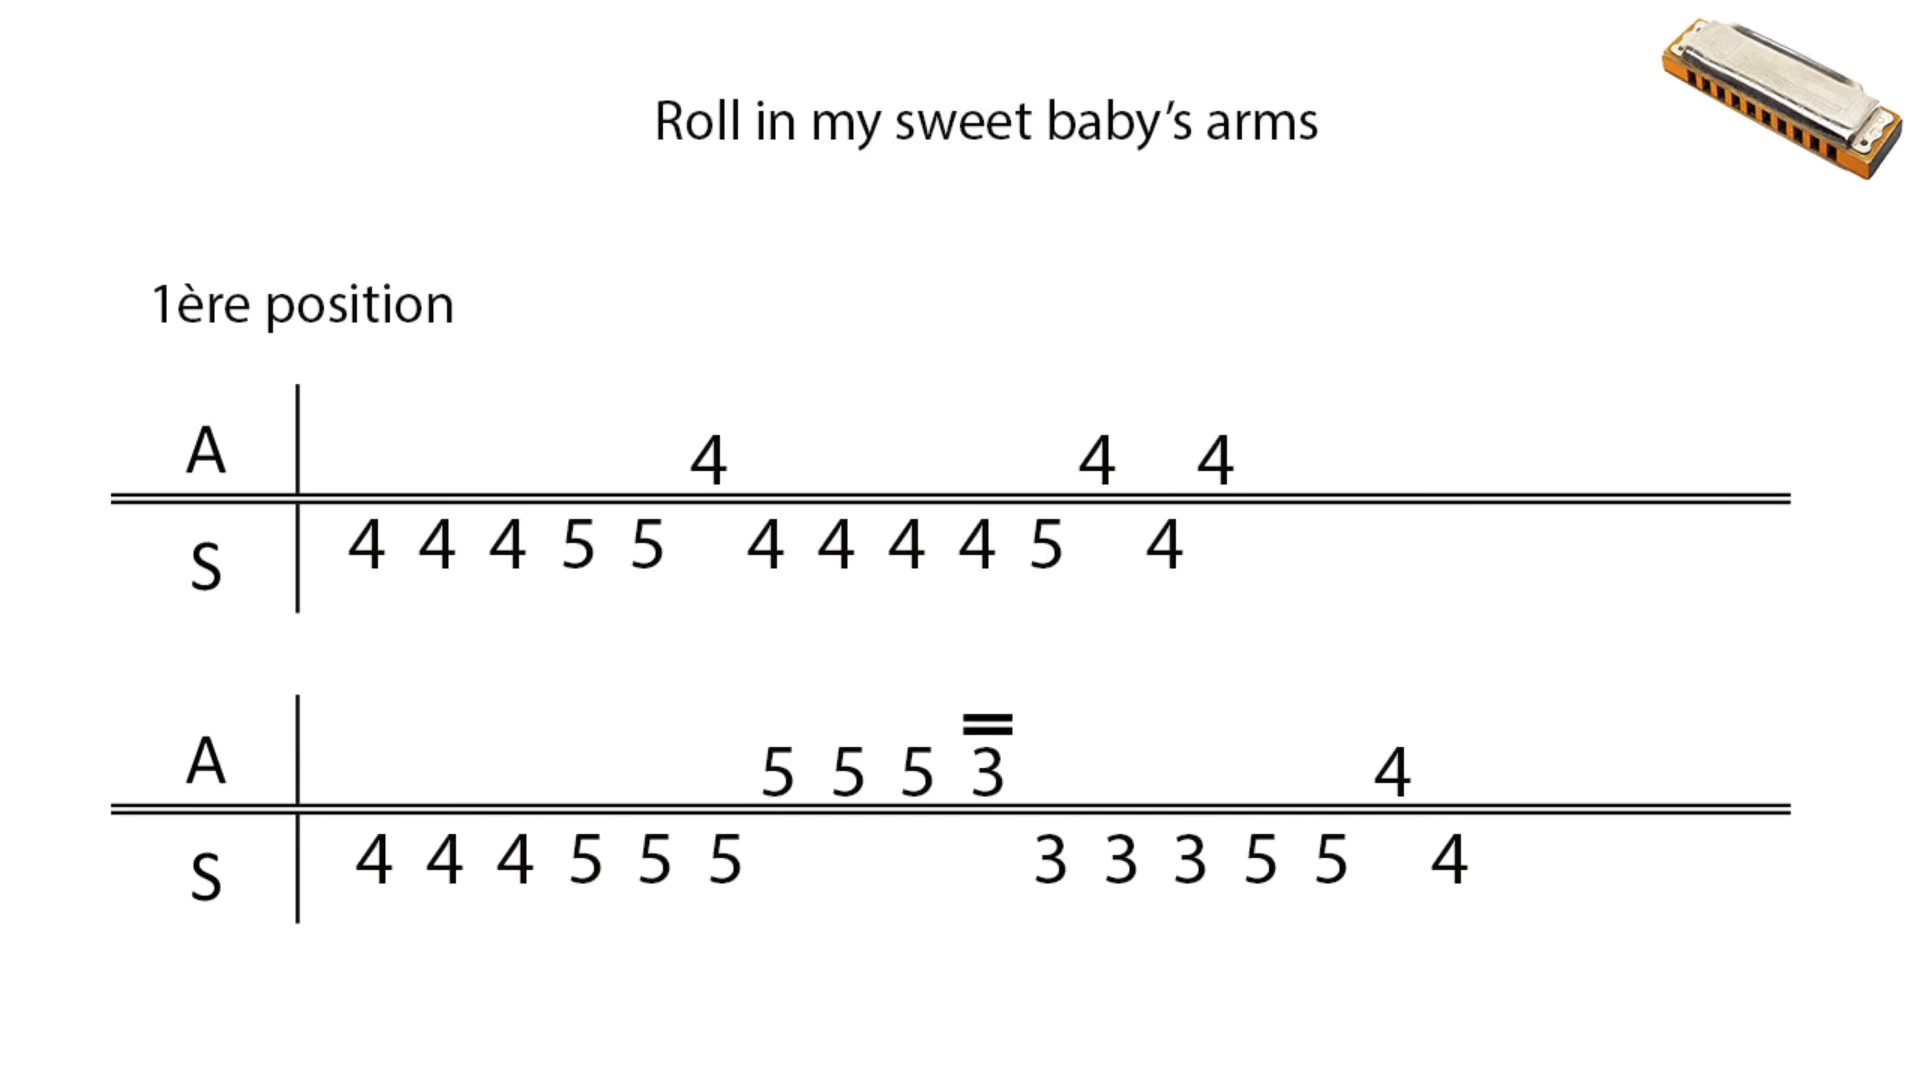 Roll in my sweet baby’s arms
1ère position
A 4 4 4
S 4 4 4 5 5 4 4 4 4 5 4
A 5 5 5 3 4
S 4 4 4 5 5 5 3 3 3 5 5 4